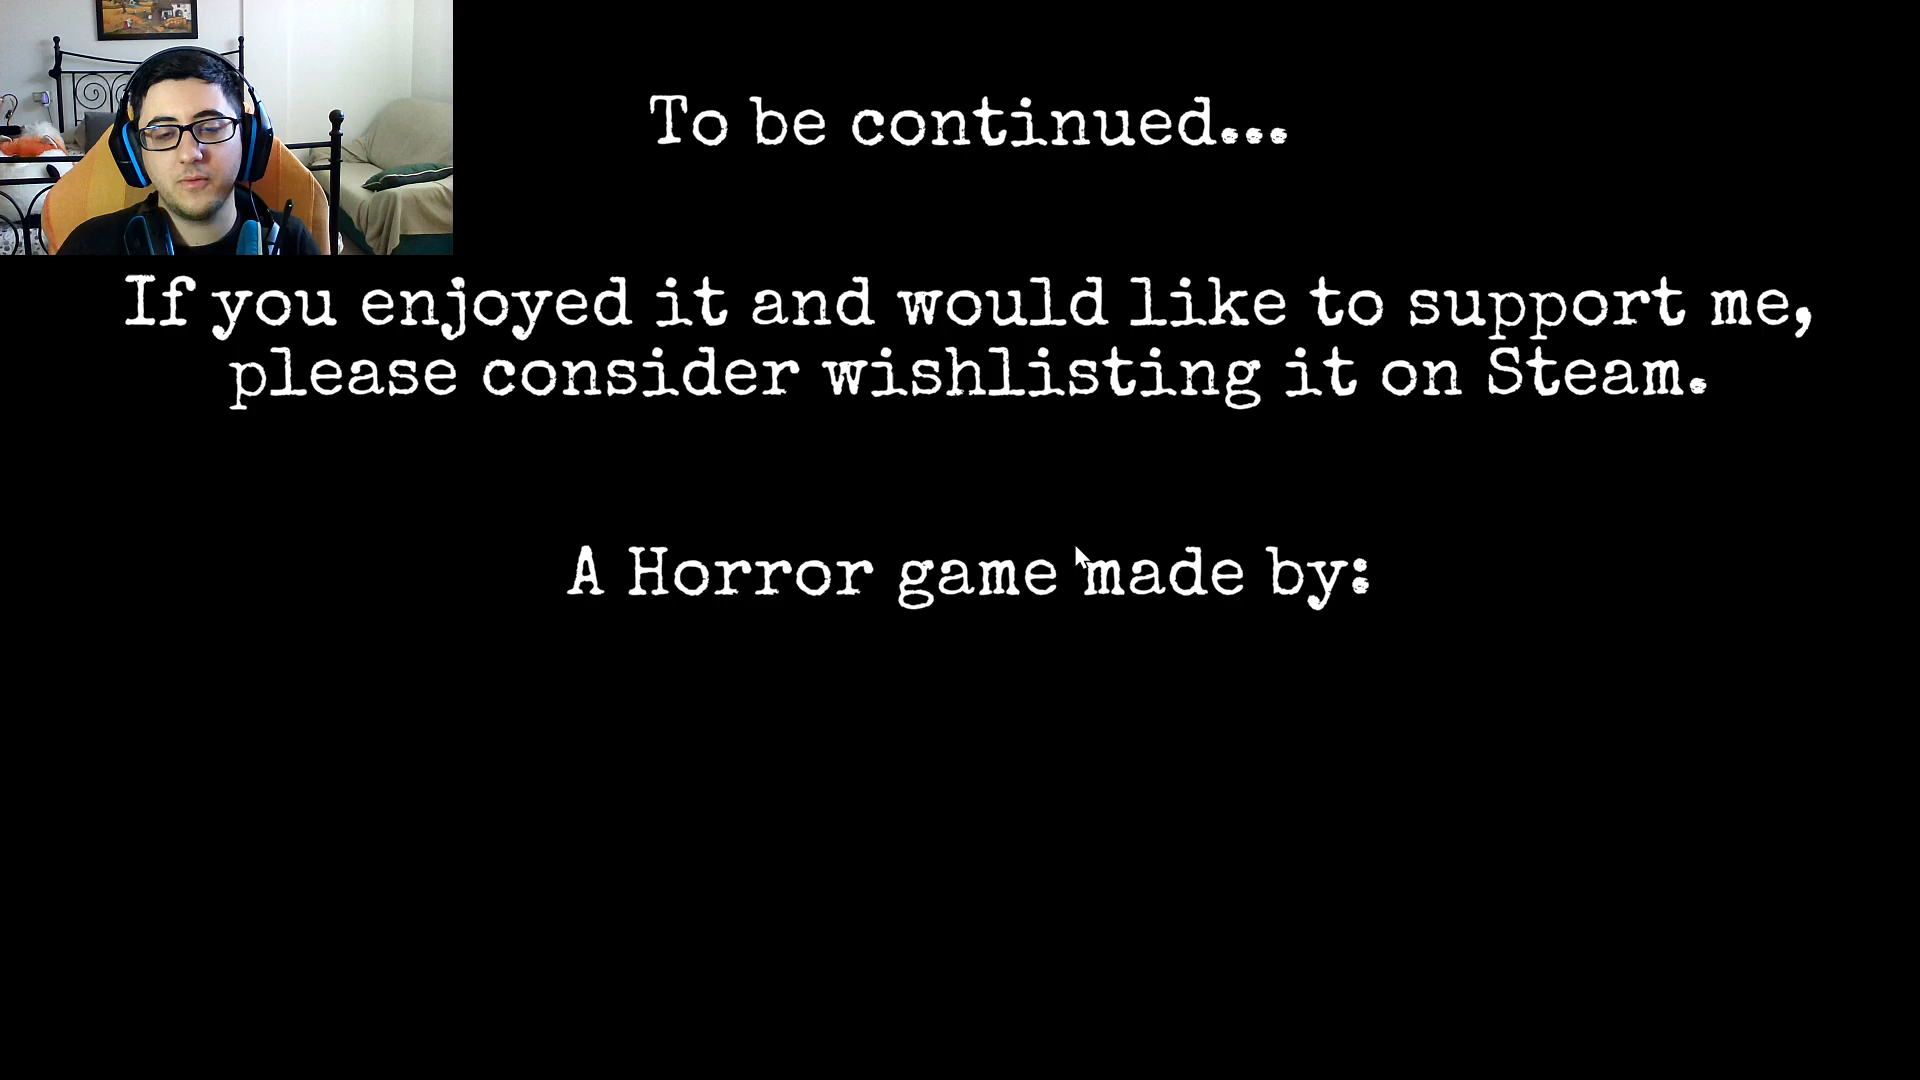 To be continued...
If you enjoyed it and would like to support me,
please consider wishlisting it on Steam.
A Horror game made by: